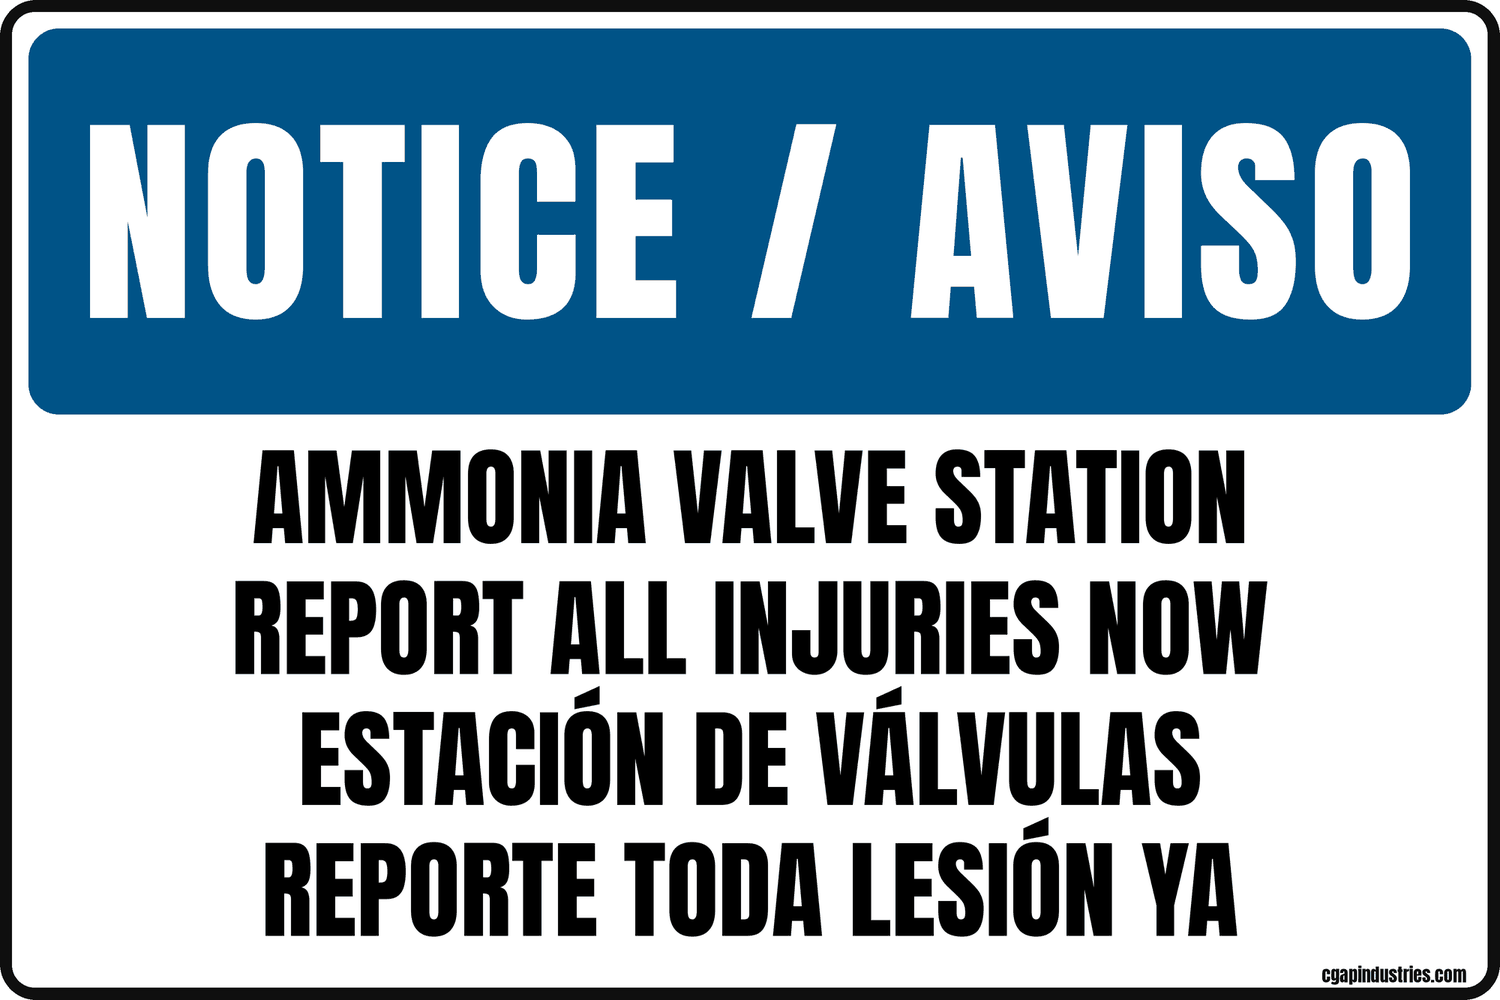 NOTICE / AVISO
AMMONIA VALVE STATION
REPORT ALL INJURIES NOW
ESTACIÓN DE VÁLVULAS
REPORTE TODA LESIÓN YA
cgapindustries.com